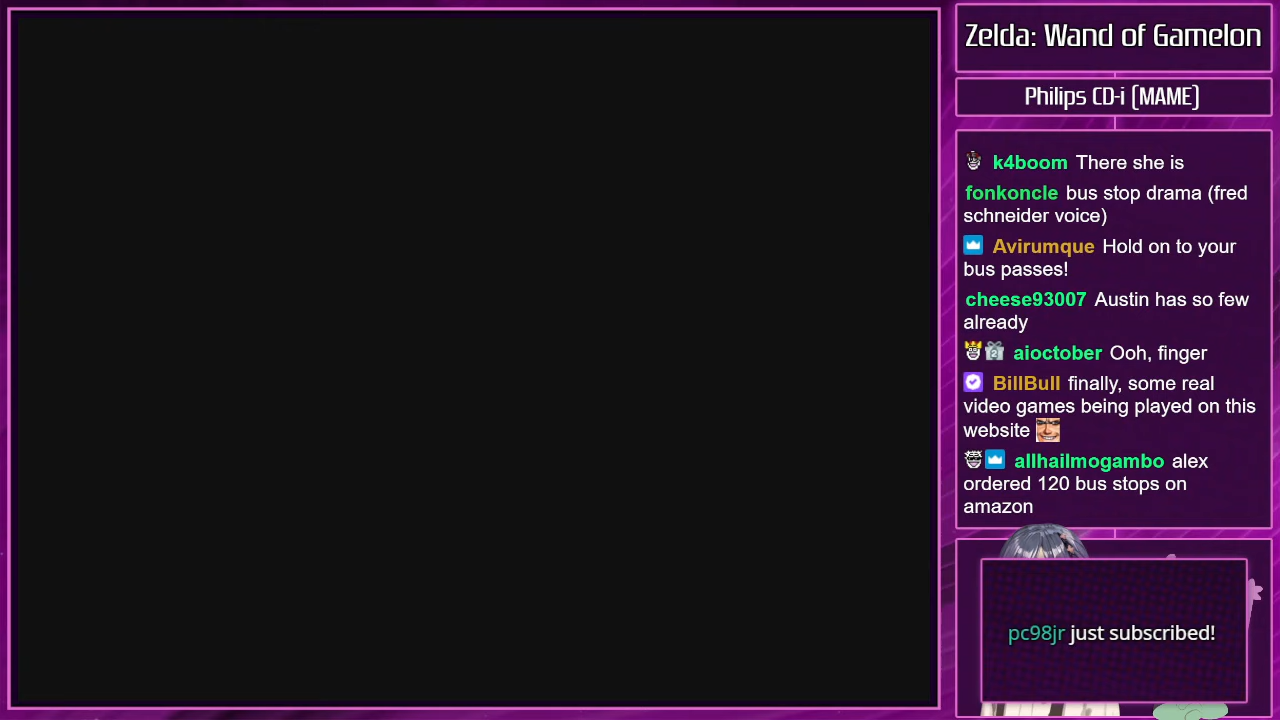 Zelda: Wand of Gamelon
Philips CD-i [MAME]
k4boom There she is
fonkoncle bus stop drama (fred
schneider voice)
Avirumque Hold on to your
bus passes!
cheese93007 Austin has so few
already
2 aioctober Ooh, finger
BillBull finally, some real
video games being played on this
website
allhailmogambo alex
ordered 120 bus stops on
amazon
pc98jr just subscribed!